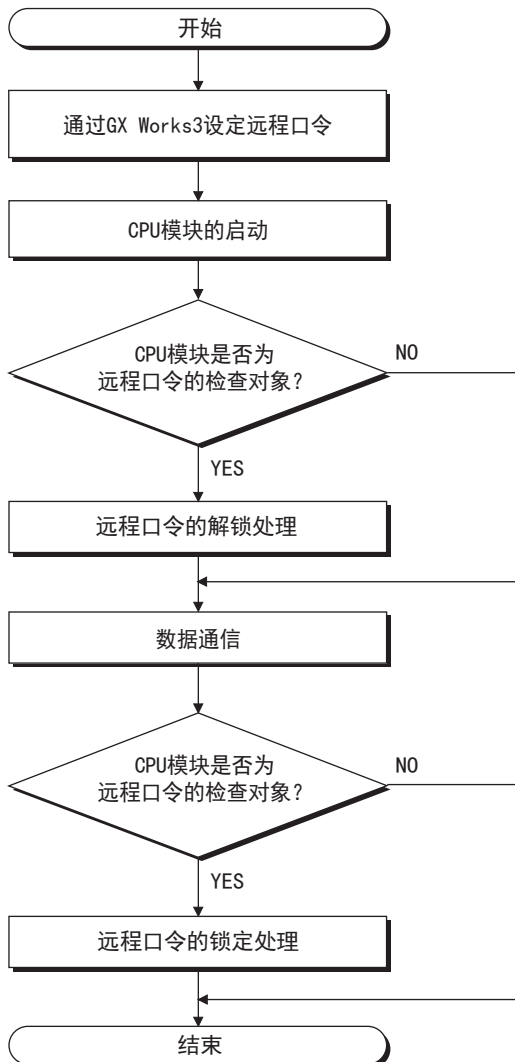 开始
通过GX Works3设定远程口令
CPU模块的启动
CPU模块是否为
远程口令的检查对象？
NO
YES
远程口令的解锁处理
数据通信
CPU模块是否为
远程口令的检查对象？
NO
YES
远程口令的锁定处理
结束